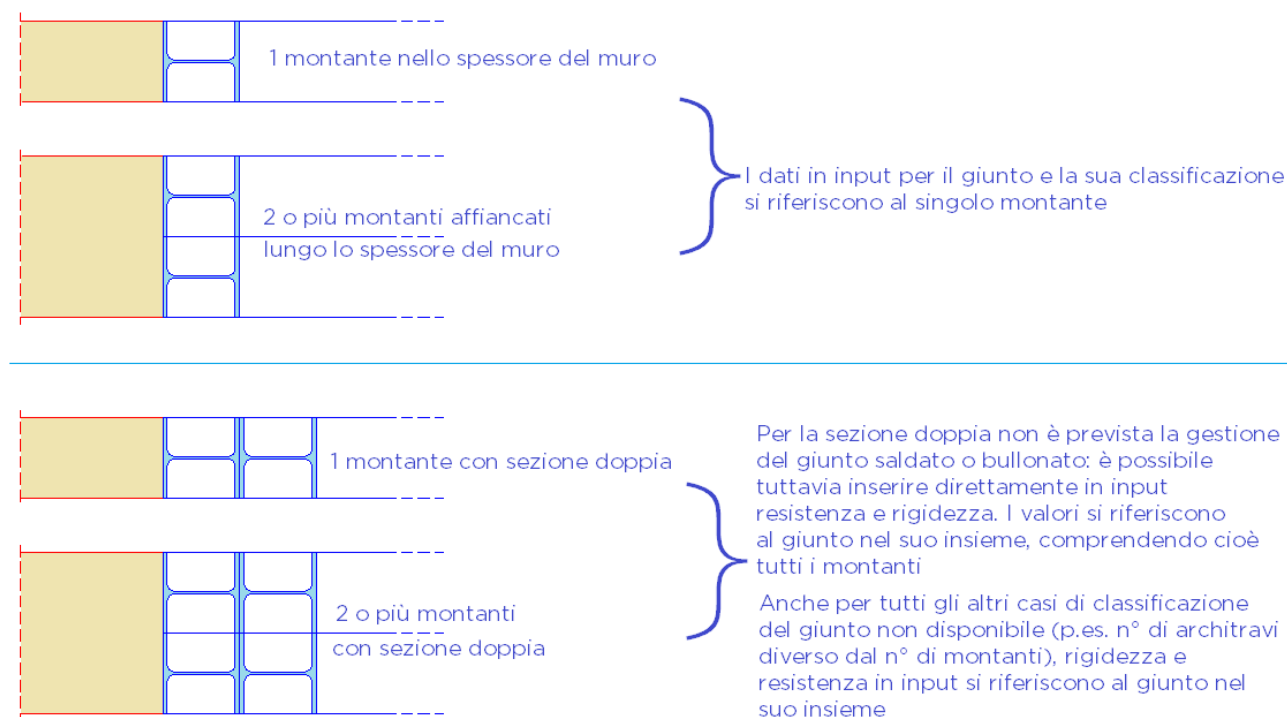 1 montante nello spessore del muro
2 o più montanti affiancati
lungo lo spessore del muro
I dati in input per il giunto e la sua classificazione
si riferiscono al singolo montante
1 montante con sezione doppia
2 o più montanti
con sezione doppia
Per la sezione doppia non è prevista la gestione
del giunto saldato o bullonato: è possibile
tuttavia inserire direttamente in input
resistenza e rigidezza. I valori si riferiscono
al giunto nel suo insieme, comprendendo cioè
tutti i montanti
Anche per tutti gli altri casi di classificazione
del giunto non disponibile (p.es. n° di architravi
diverso dal n° di montanti), rigidezza e
resistenza in input si riferiscono al giunto nel
suo insieme